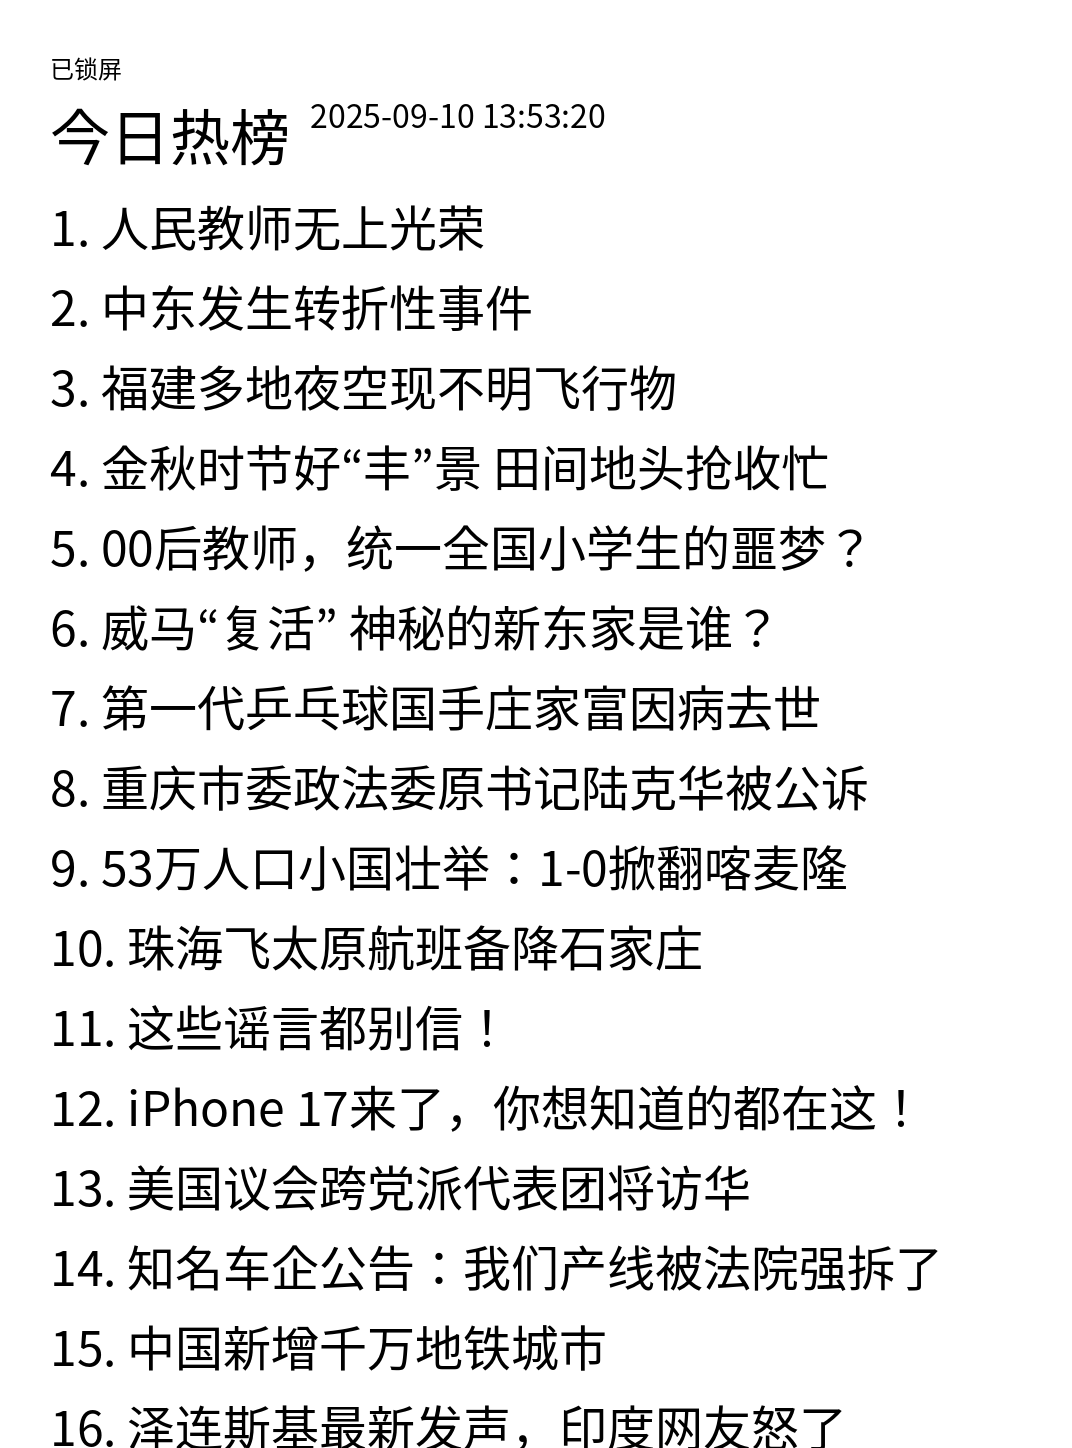 已锁屏
今日热榜 2025-09-10 13:53:20
1. 人民教师无上光荣
2. 中东发生转折性事件
3. 福建多地夜空现不明飞行物
4. 金秋时节好“丰”景 田间地头抢收忙
5. 00后教师，统一全国小学生的噩梦？
6. 威马“复活” 神秘的新东家是谁？
7. 第一代乒乓球国手庄家富因病去世
8. 重庆市委政法委原书记陆克华被公诉
9. 53万人口小国壮举：1-0掀翻喀麦隆
10. 珠海飞太原航班备降石家庄
11. 这些谣言都别信！
12. iPhone 17来了，你想知道的都在这！
13. 美国议会跨党派代表团将访华
14. 知名车企公告：我们产线被法院强拆了
15. 中国新增千万地铁城市
16. 泽连斯基最新发声，印度网友怒了